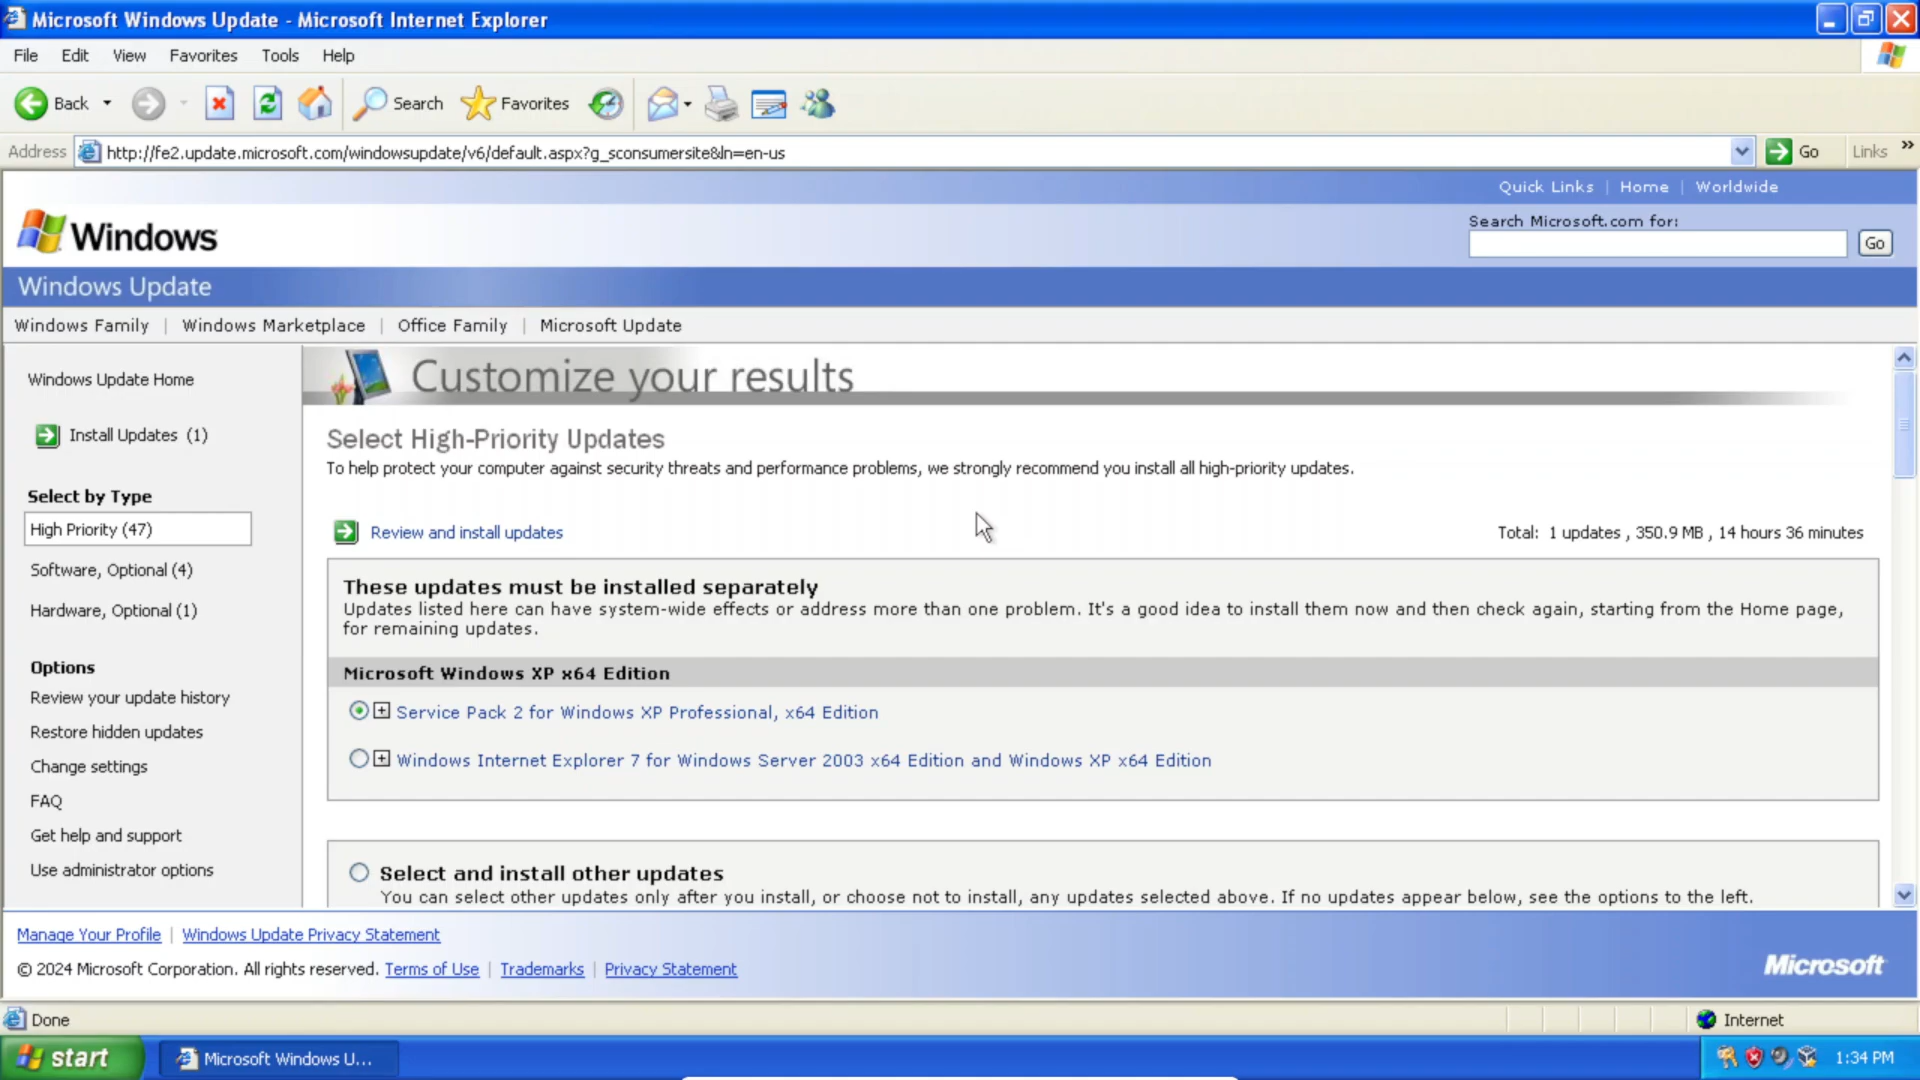 Microsoft Windows Update - Microsoft Internet Explorer
File Edit View Favorites Tools Help
Back Search Favorites
Address http://fe2.update.microsoft.com/windowsupdate/v6/default.aspx?g_sconsumersite&ln=en-us Go Links »
Quick Links | Home | Worldwide
Windows
Search Microsoft.com for:
Go
Windows Update
Windows Family | Windows Marketplace | Office Family | Microsoft Update
Windows Update Home
Install Updates (1)
Select by Type
High Priority (47)
Software, Optional (4)
Hardware, Optional (1)
Options
Review your update history
Restore hidden updates
Change settings
FAQ
Get help and support
Use administrator options
Customize your results
Select High-Priority Updates
To help protect your computer against security threats and performance problems, we strongly recommend you install all high-priority updates.
Review and install updates
Total: 1 updates , 350.9 MB , 14 hours 36 minutes
These updates must be installed separately
Updates listed here can have system-wide effects or address more than one problem. It's a good idea to install them now and then check again, starting from the Home page,
for remaining updates.
Microsoft Windows XP x64 Edition
Service Pack 2 for Windows XP Professional, x64 Edition
Windows Internet Explorer 7 for Windows Server 2003 x64 Edition and Windows XP x64 Edition
Select and install other updates
You can select other updates only after you install, or choose not to install, any updates selected above. If no updates appear below, see the options to the left.
Manage Your Profile | Windows Update Privacy Statement
© 2024 Microsoft Corporation. All rights reserved. Terms of Use | Trademarks | Privacy Statement
Microsoft
Done
Internet
start
Microsoft Windows U...
1:34 PM